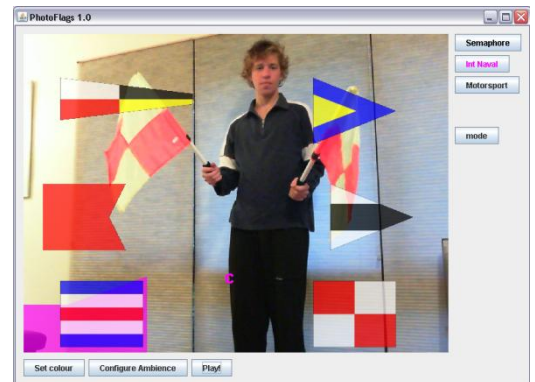 PhotoFlags 1.0
Semaphore
Int Naval
Motorsport
mode
C
Set colour Configure Ambience Play!